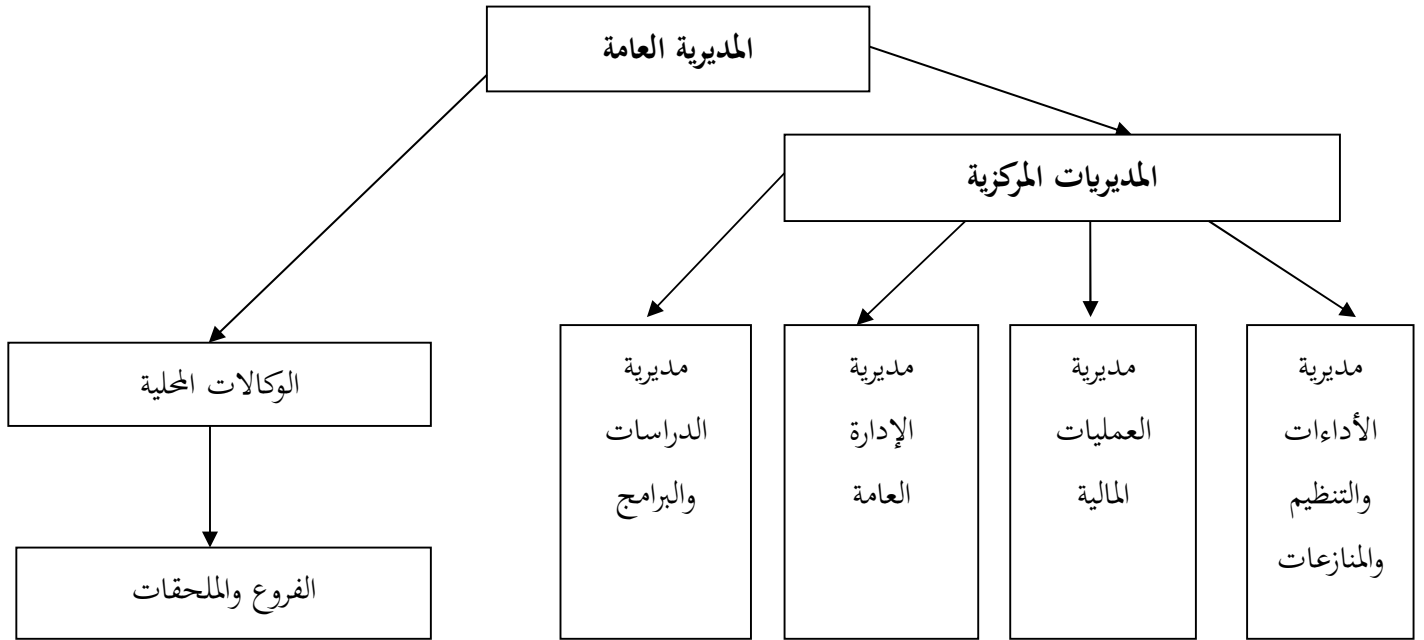 المديرية العامة
المديريات المركزية
مديرية
الأداءات
والتنظيم
والمنازعات
مديرية
العمليات
المالية
مديرية
الإدارة
العامة
مديرية
الدراسات
والبرامج
الوكالات المحلية
الفروع والملحقات